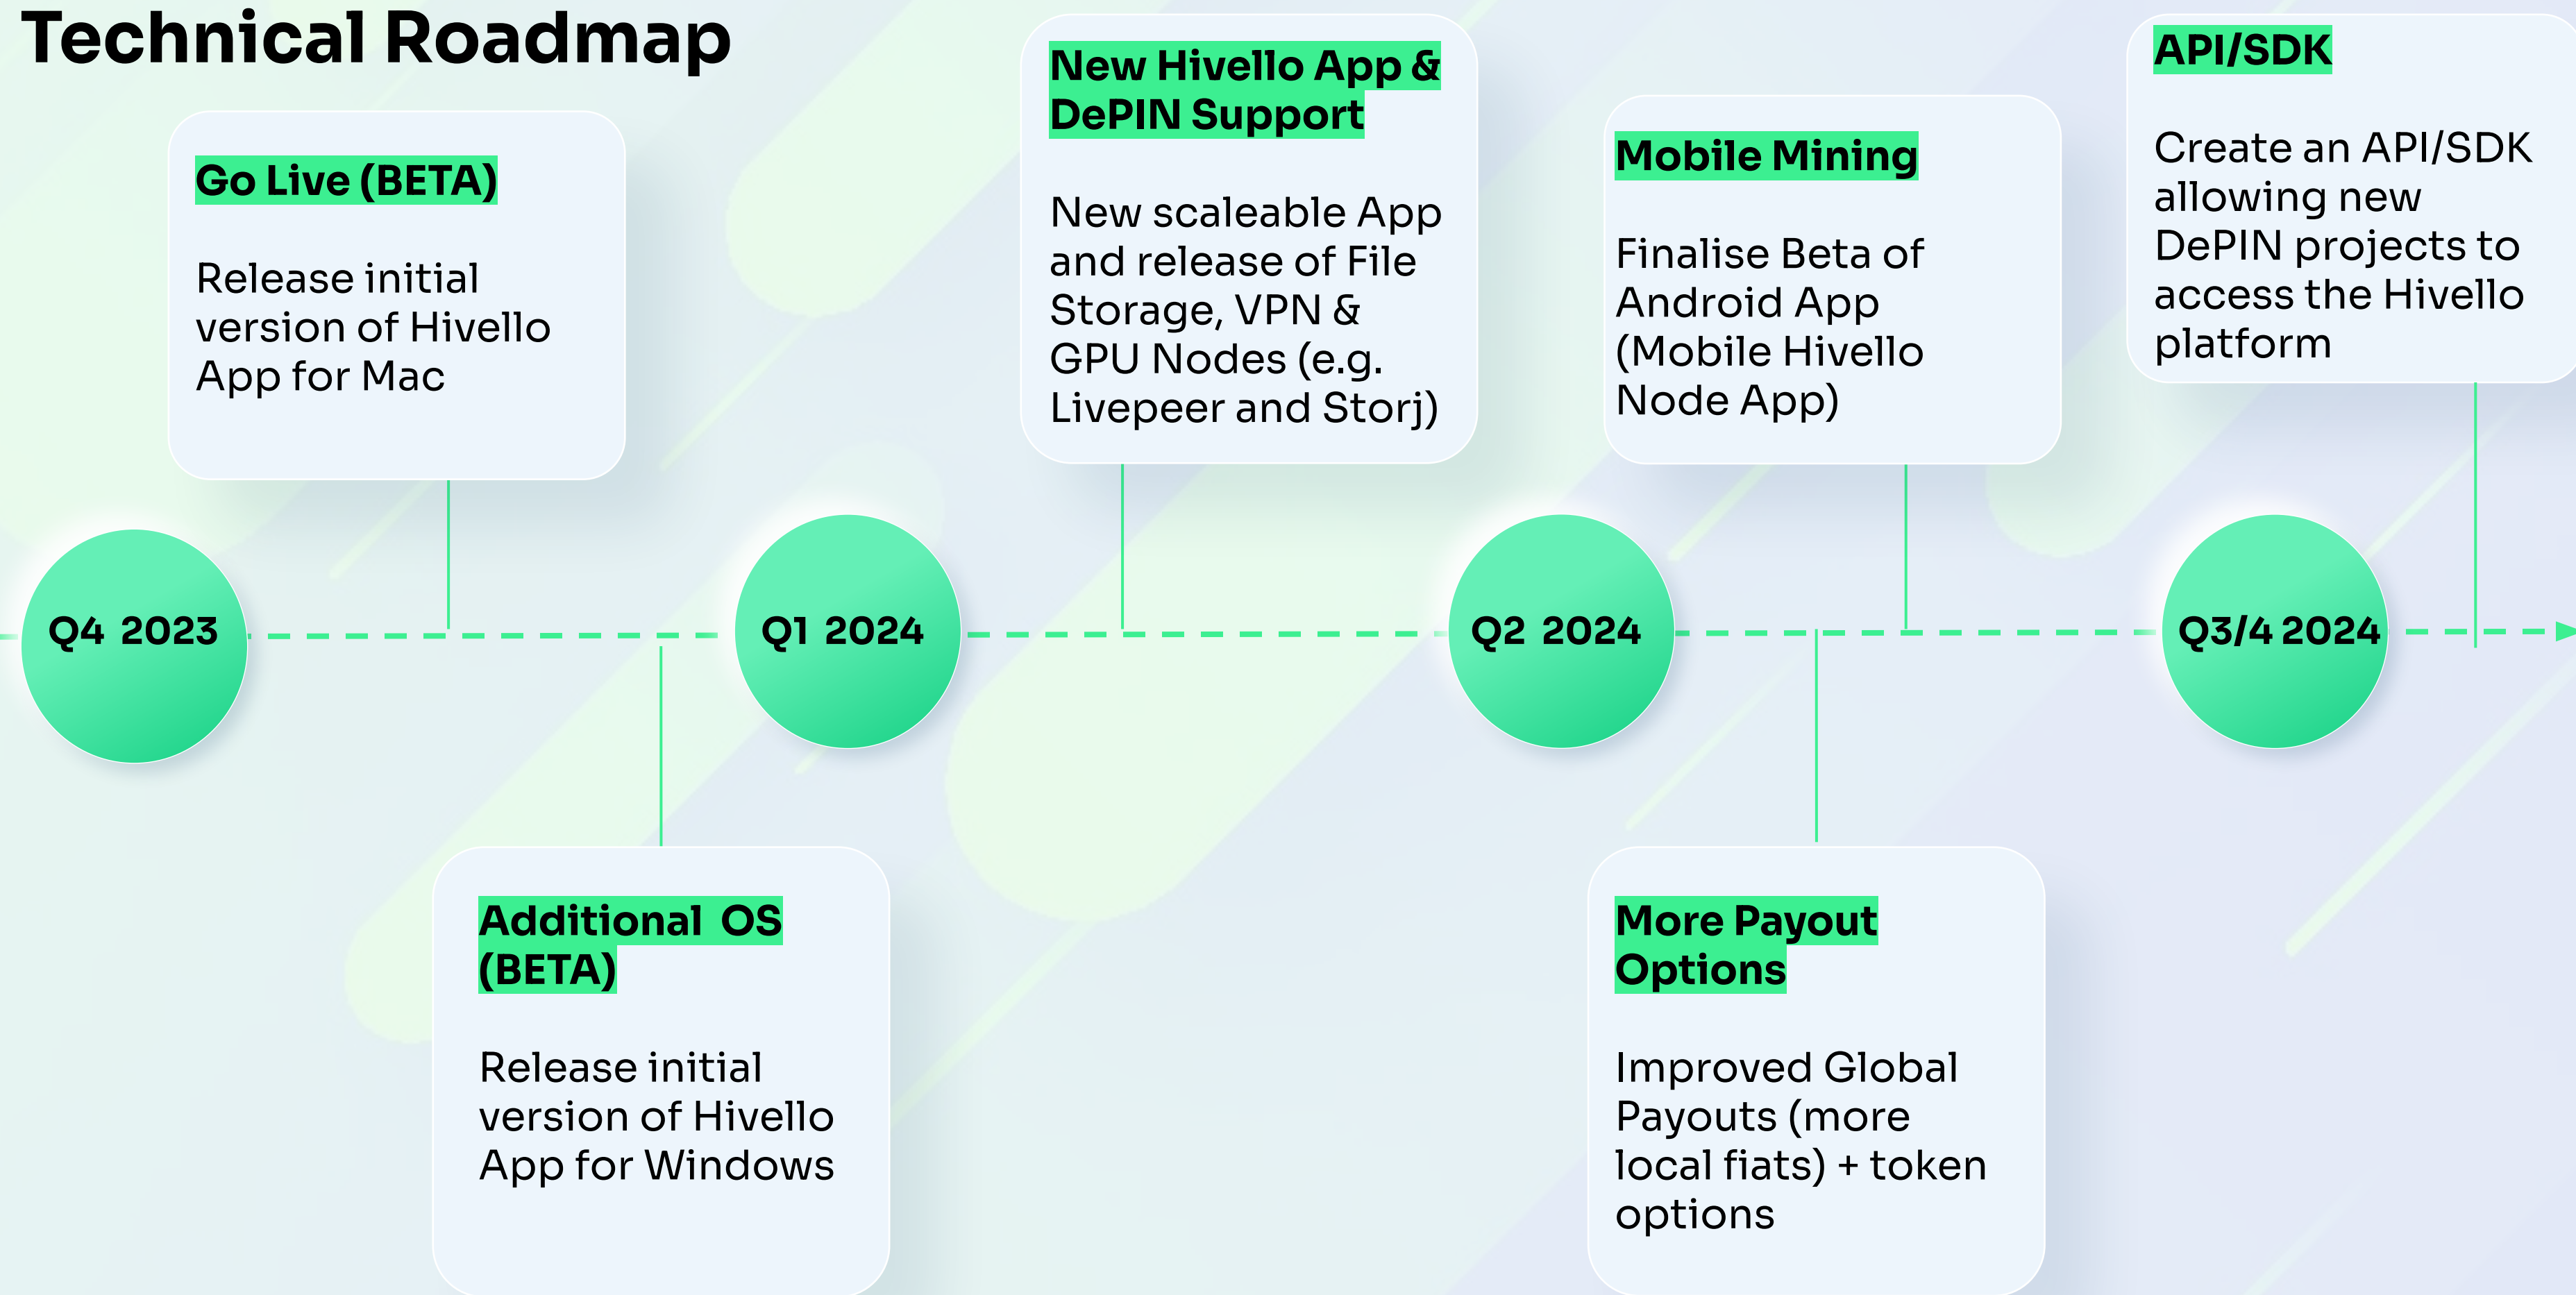 Technical Roadmap
Go Live (BETA)
Release initial
version of Hivello
App for Mac
New Hivello App &
DePIN Support
New scaleable App
and release of File
Storage, VPN &
GPU Nodes (e.g.
Livepeer and Storj)
Mobile Mining
Finalise Beta of
Android App
(Mobile Hivello
Node App)
API/SDK
Create an API/SDK
allowing new
DePIN projects to
access the Hivello
platform
Q4 2023
Q1 2024
Q2 2024
Q3/4 2024
Additional OS
(BETA)
Release initial
version of Hivello
App for Windows
More Payout
Options
Improved Global
Payouts (more
local fiats) + token
options